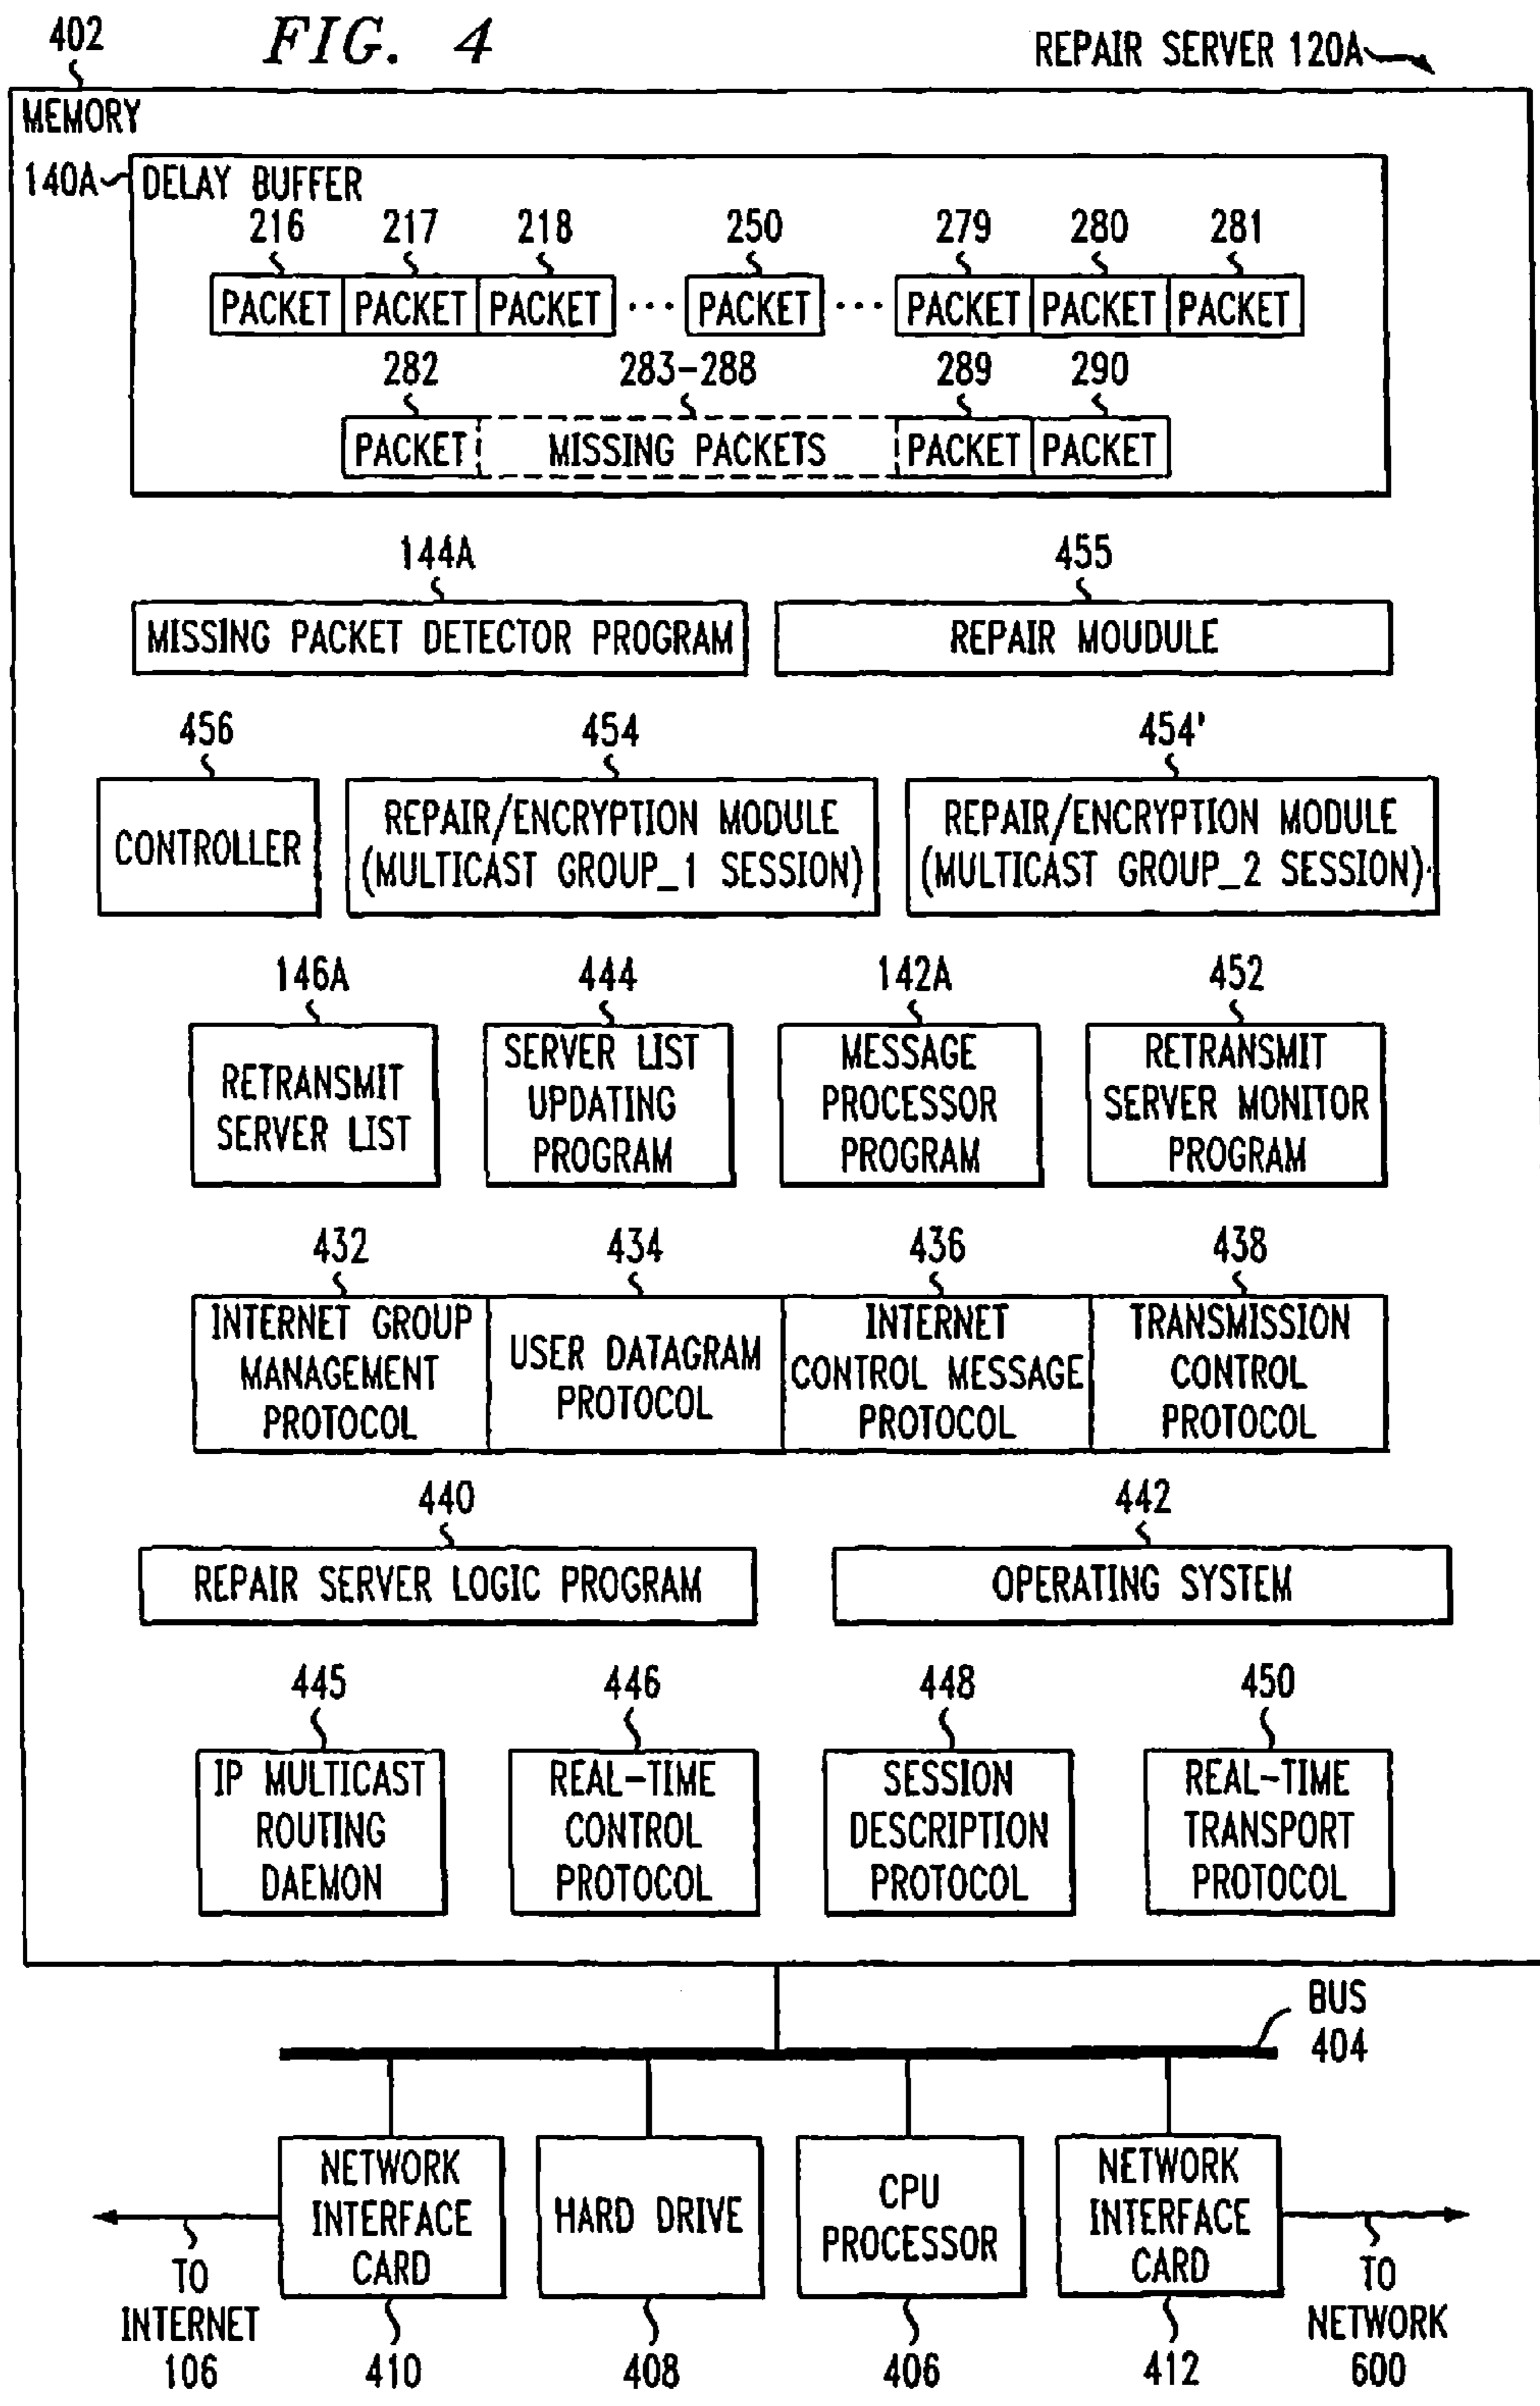 402
FIG. 4
REPAIR SERVER 120A
MEMORY
140A
DELAY BUFFER
216 217 218 250 279 280 281
PACKET PACKET PACKET ... PACKET ... PACKET PACKET PACKET
282 283-288 289 290
PACKET MISSING PACKETS PACKET PACKET
144A 455
MISSING PACKET DETECTOR PROGRAM REPAIR MOUDULE
456 454 454'
CONTROLLER
REPAIR/ENCRYPTION MODULE
(MULTICAST GROUP_1 SESSION)
REPAIR/ENCRYPTION MODULE
(MULTICAST GROUP_2 SESSION)
146A 444 142A 452
RETRANSMIT
SERVER LIST
SERVER LIST
UPDATING
PROGRAM
MESSAGE
PROCESSOR
PROGRAM
RETRANSMIT
SERVER MONITOR
PROGRAM
432 434 436 438
INTERNET GROUP
MANAGEMENT
PROTOCOL
USER DATAGRAM
PROTOCOL
INTERNET
CONTROL MESSAGE
PROTOCOL
TRANSMISSION
CONTROL
PROTOCOL
440 442
REPAIR SERVER LOGIC PROGRAM OPERATING SYSTEM
445 446 448 450
IP MULTICAST
ROUTING
DAEMON
REAL-TIME
CONTROL
PROTOCOL
SESSION
DESCRIPTION
PROTOCOL
REAL-TIME
TRANSPORT
PROTOCOL
BUS
404
NETWORK
INTERFACE
CARD
HARD DRIVE
CPU
PROCESSOR
NETWORK
INTERFACE
CARD
TO
INTERNET
106
410 408 406 412
TO
NETWORK
600